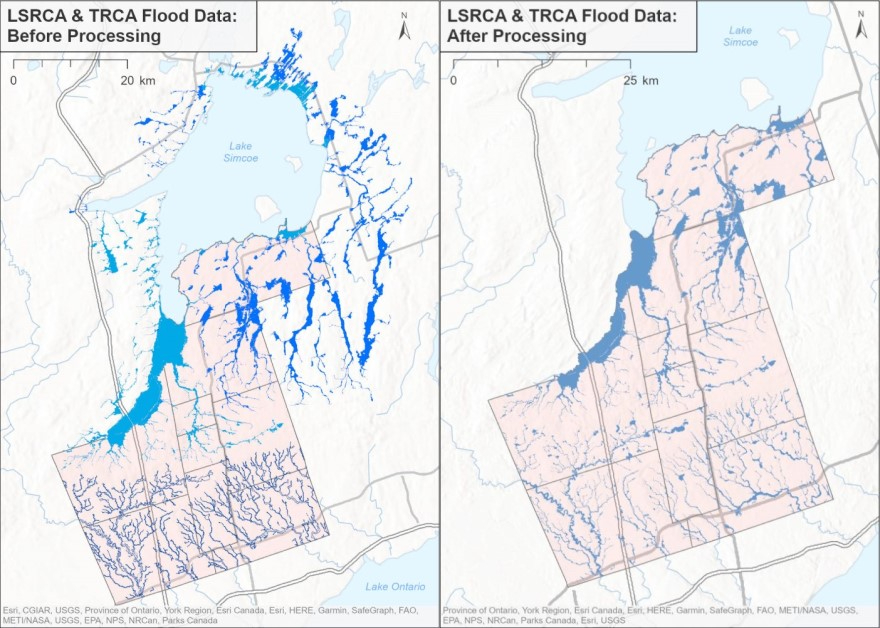 LSRCA & TRCA Flood Data:
Before Processing
N
0 20 km
Lake
Simcoe
Lake Ontario
Esri, CGIAR, USGS, Province of Ontario, York Region, Esri Canada, Esri, HERE, Garmin, SafeGraph, FAO,
METI/NASA, USGS, EPA, NPS, NRCan, Parks Canada
LSRCA & TRCA Flood Data:
After Processing
N
0 25 km
Lake
Simcoe
Province of Ontario, York Region, Esri Canada, Esri, HERE, Garmin, SafeGraph, FAO, METI/NASA, USGS,
EPA, NPS, NRCan, Parks Canada, Esri, USGS